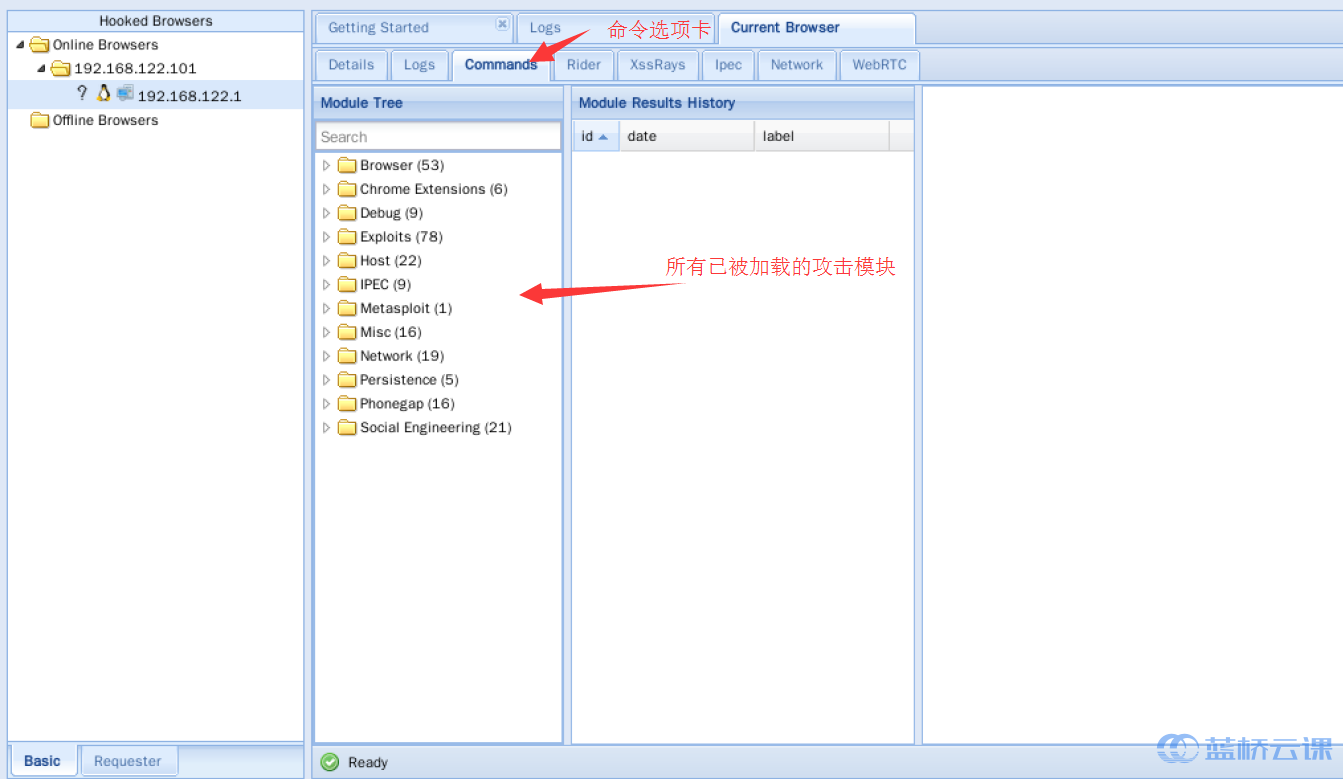 Hooked Browsers
Online Browsers
192.168.122.101
? 192.168.122.1
Offline Browsers
Basic
Requester
Getting Started
Logs
命令选项卡
Current Browser
Details
Logs
Commands
Rider
XssRays
Ipec
Network
WebRTC
Module Tree
Search
Browser (53)
Chrome Extensions (6)
Debug (9)
Exploits (78)
Host (22)
IPEC (9)
Metasploit (1)
Misc (16)
Network (19)
Persistence (5)
Phonegap (16)
Social Engineering (21)
Module Results History
id
date
label
所有已被加载的攻击模块
Ready
蓝桥云课